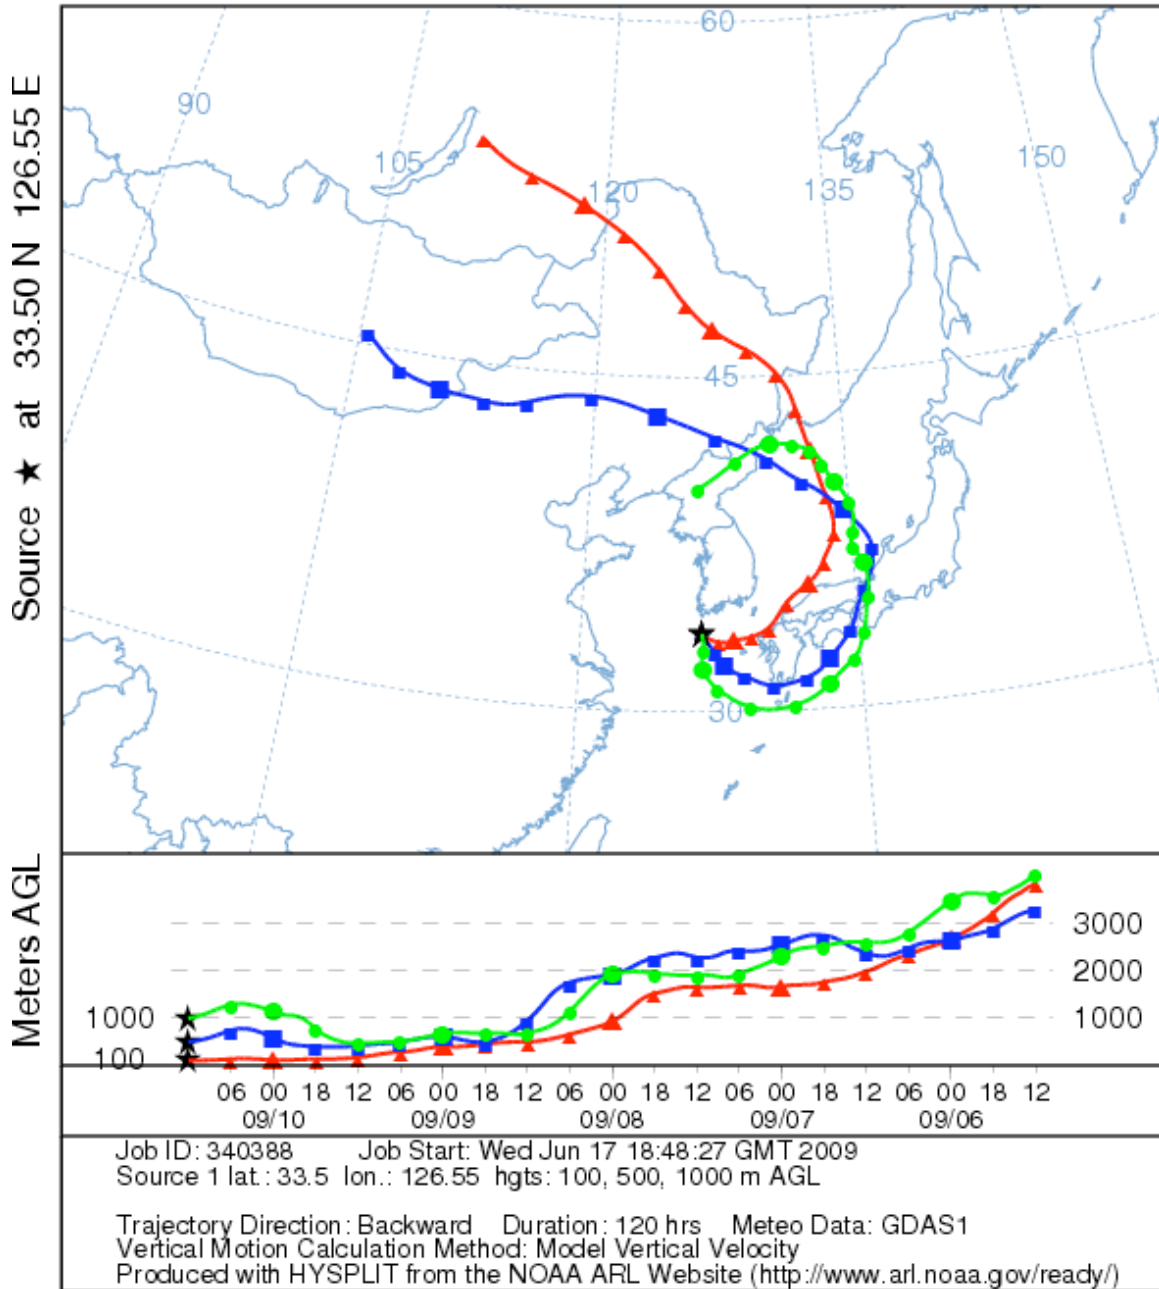 Source ★ at 33.50 N 126.55 E
60
90
105
120
135
150
45
30
Meters AGL
3000
2000
1000
1000
100
06 00 18 12 06 00 18 12 06 00 18 12 06 00 18 12 06 00 18 12
09/10 09/09 09/08 09/07 09/06
Job ID: 340388 Job Start: Wed Jun 17 18:48:27 GMT 2009
Source 1 lat.: 33.5 lon.: 126.55 hgts: 100, 500, 1000 m AGL
Trajectory Direction: Backward Duration: 120 hrs Meteo Data: GDAS1
Vertical Motion Calculation Method: Model Vertical Velocity
Produced with HYSPLIT from the NOAA ARL Website (http://www.arl.noaa.gov/ready/)